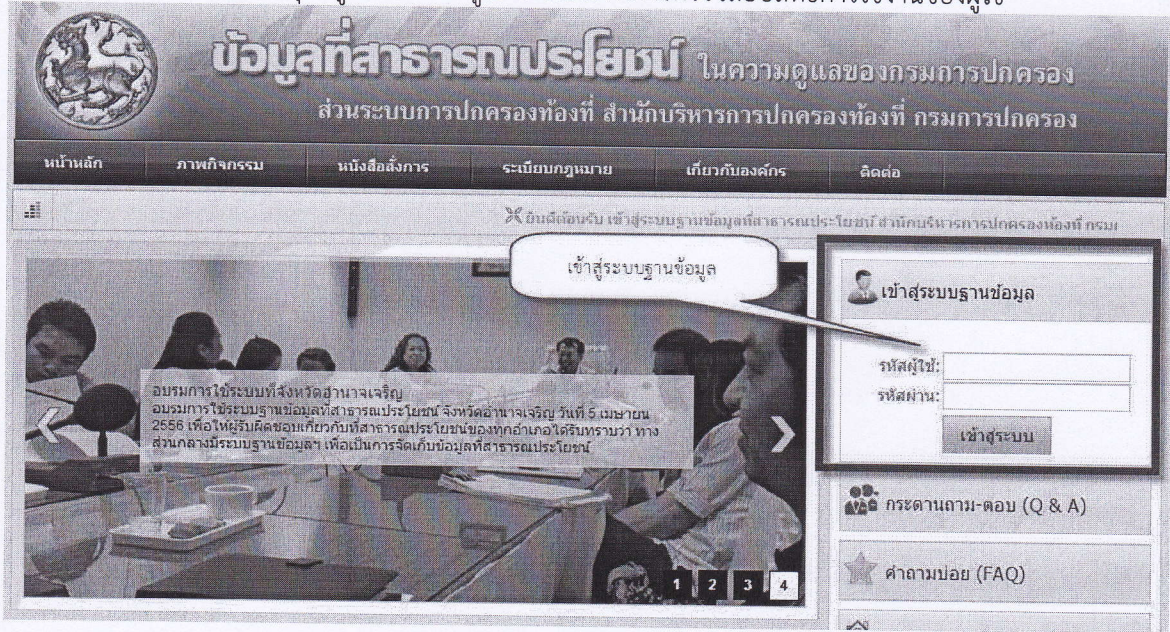 ข้อมูลที่สาธารณประโยชน์ ในความดูแลของกรมการปกครอง
ส่วนระบบการปกครองท้องที่ สำนักบริหารการปกครองท้องที่ กรมการปกครอง
หน้าหลัก ภาพกิจกรรม หนังสือสั่งการ ระเบียบกฎหมาย เกี่ยวกับองค์กร ติดต่อ
ยินดีต้อนรับ เข้าสู่ระบบฐานข้อมูลที่สาธารณประโยชน์ สำนักบริหารการปกครองท้องที่ กรมก
เข้าสู่ระบบฐานข้อมูล
เข้าสู่ระบบฐานข้อมูล
รหัสผู้ใช้:
รหัสผ่าน:
เข้าสู่ระบบ
อบรมการใช้ระบบที่จังหวัดอำนาจเจริญ
อบรมการใช้ระบบฐานข้อมูลที่สาธารณประโยชน์ จังหวัดอำนาจเจริญ วันที่ 5 เมษายน
2556 เพื่อให้ผู้รับผิดชอบเกี่ยวกับที่สาธารณประโยชน์ของทุกอำเภอได้รับทราบว่า ทาง
ส่วนกลางมีระบบฐานข้อมูลฯ เพื่อเป็นการจัดเก็บข้อมูลที่สาธารณประโยชน์
1 2 3 4
กระดานถาม-ตอบ (Q & A)
คำถามบ่อย (FAQ)